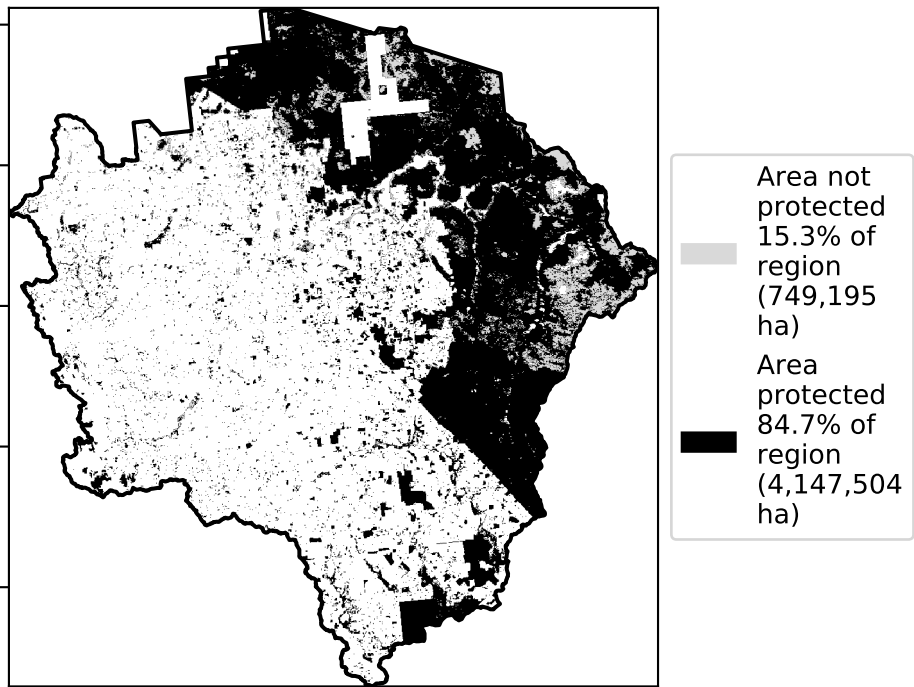 Area not
protected
15.3% of
region
(749,195
ha)
Area
protected
84.7% of
region
(4,147,504
ha)